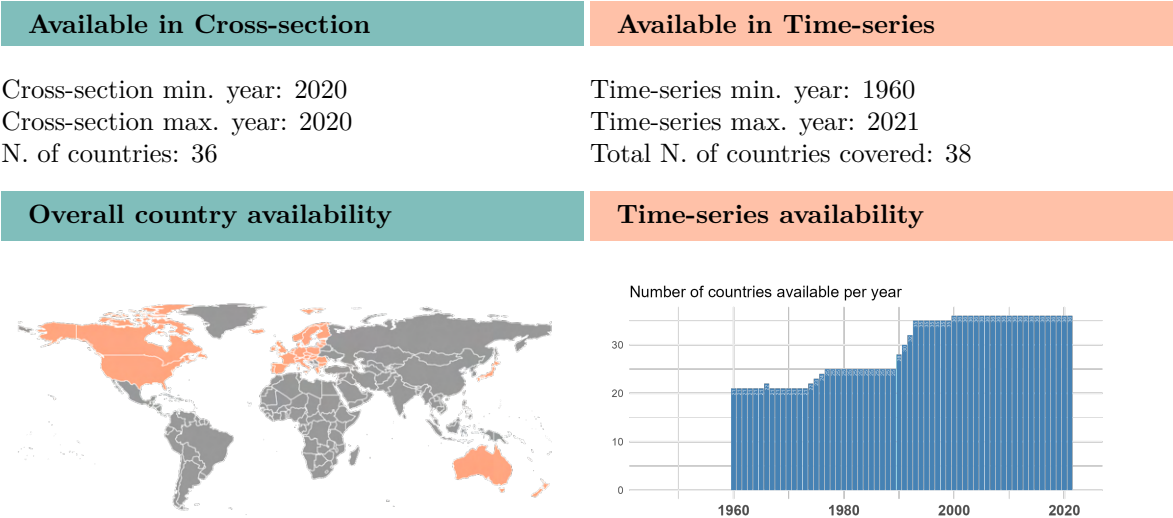 Available in Cross-section
Available in Time-series
Cross-section min. year: 2020
Cross-section max. year: 2020
N. of countries: 36
Time-series min. year: 1960
Time-series max. year: 2021
Total N. of countries covered: 38
Overall country availability
Time-series availability
Number of countries available per year
30
20
10
0
1960 1980 2000 2020